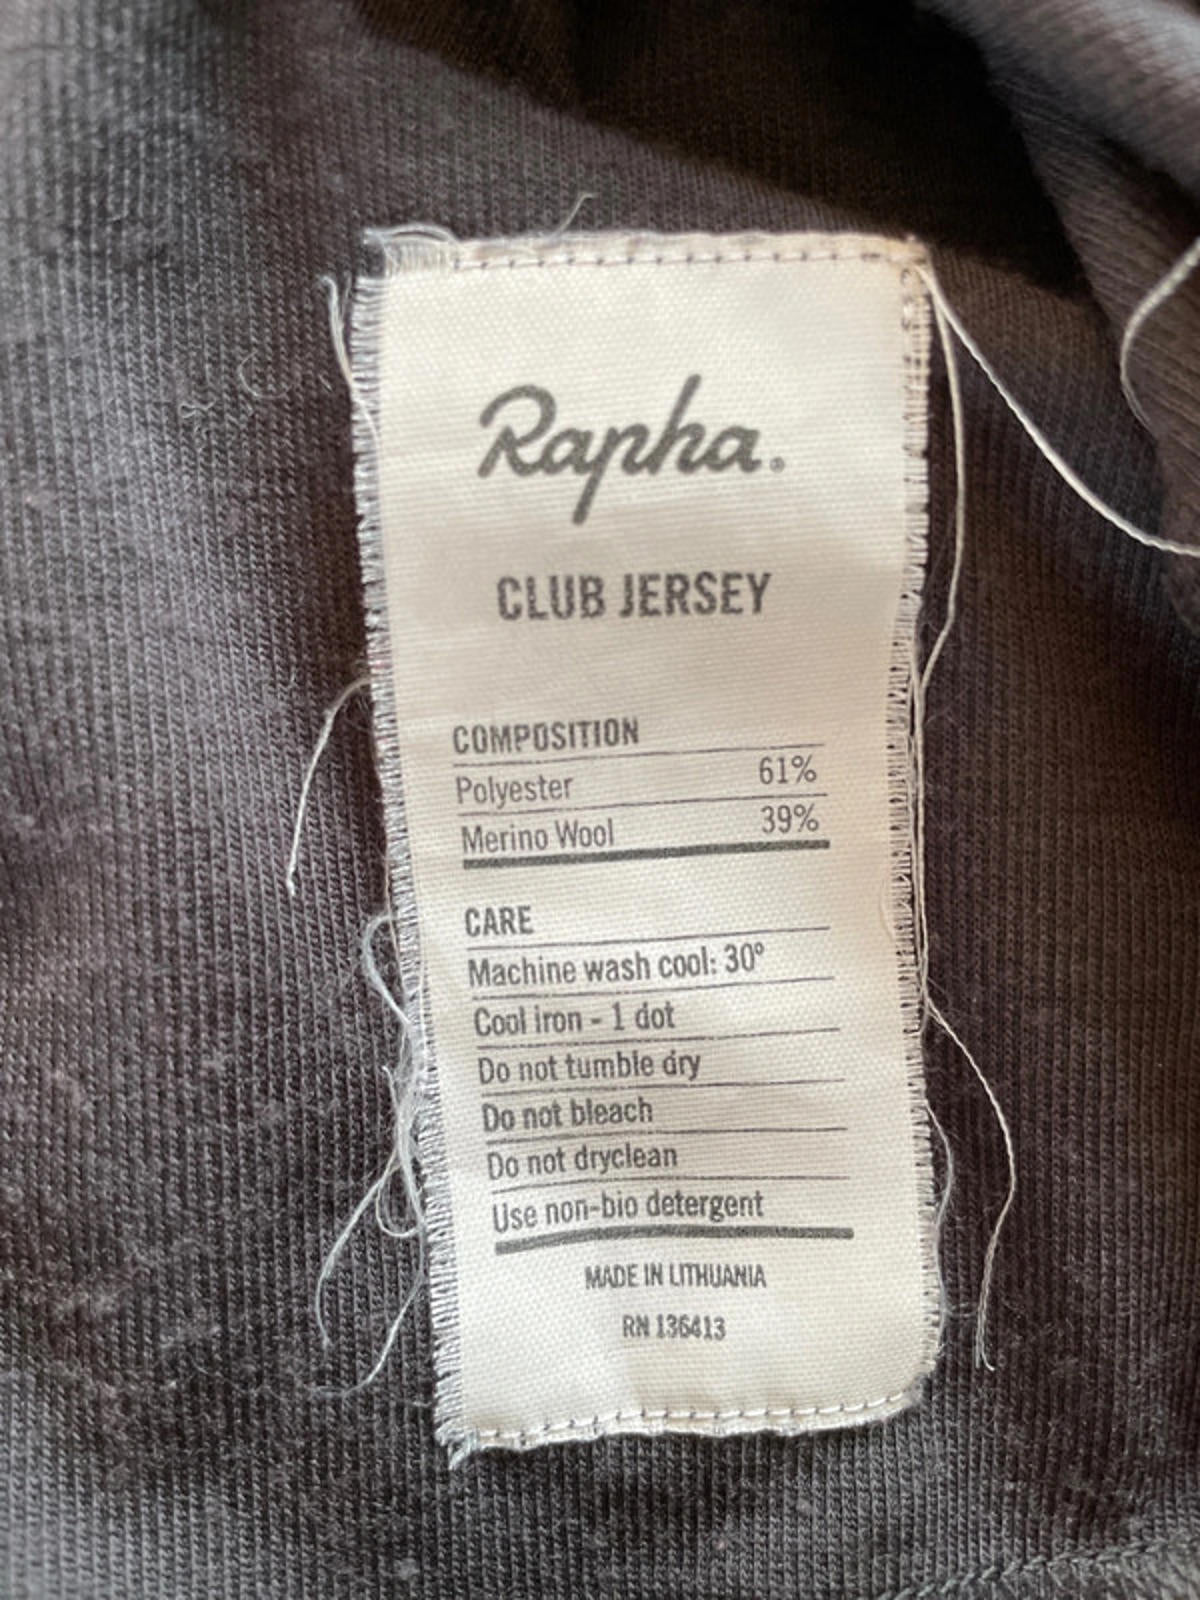 Rapha.
CLUB JERSEY
COMPOSITION
Polyester 61%
Merino Wool 39%
CARE
Machine wash cool: 30°
Cool iron - 1 dot
Do not tumble dry
Do not bleach
Do not dryclean
Use non-bio detergent
MADE IN LITHUANIA
RN 136413